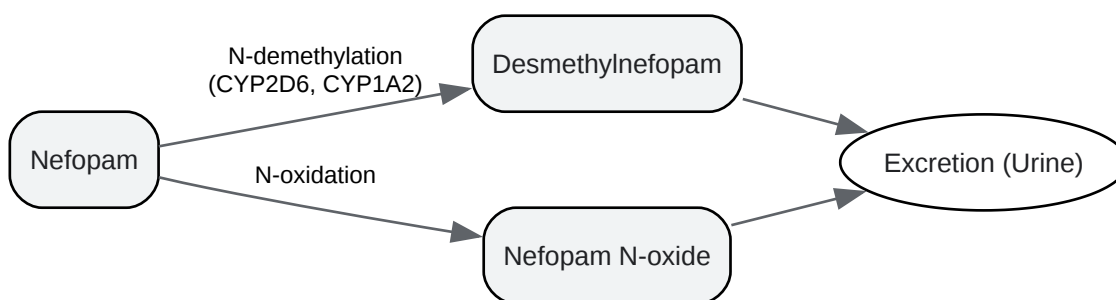 N-demethylation
(CYP2D6, CYP1A2)
Desmethylnefopam
Nefopam
N-oxidation
Excretion (Urine)
Nefopam N-oxide